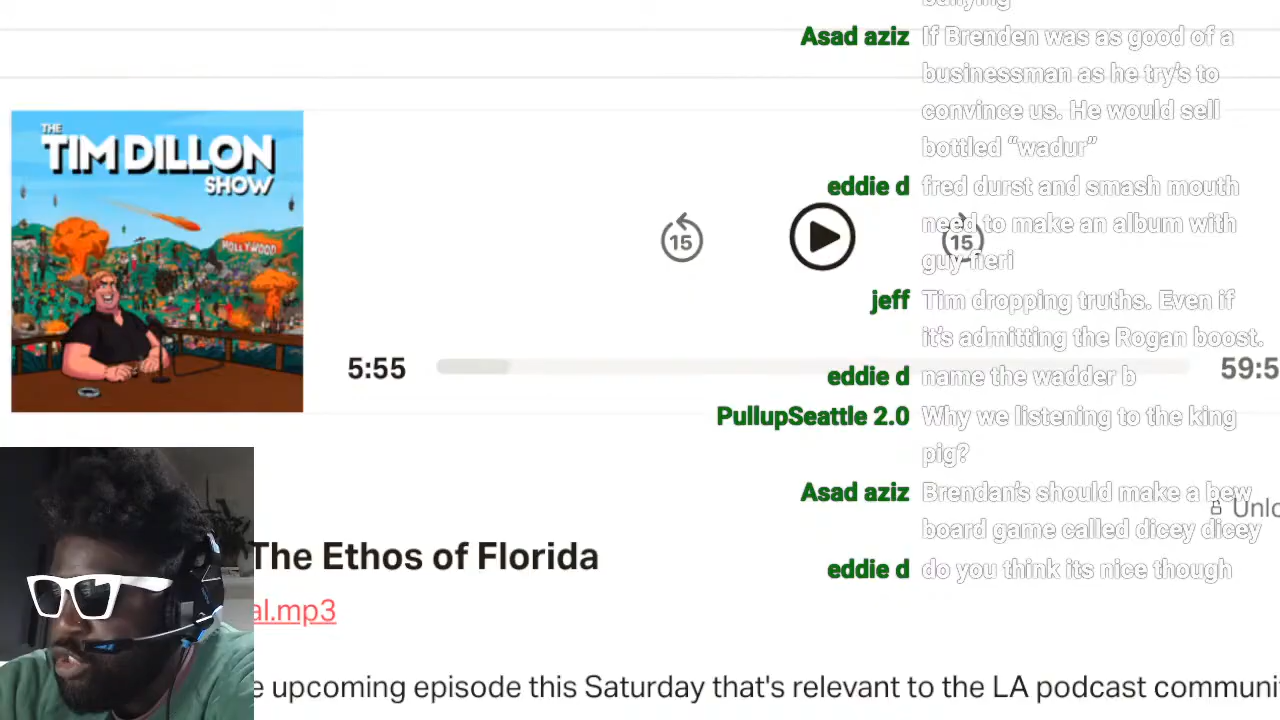 bullying
Asad aziz If Brenden was as good of a
businessman as he try's to
convince us. He would sell
bottled “wadur”
THE
TIM DILLON
SHOW
HOLLYWOOD
eddie d fred durst and smash mouth
need to make an album with
guy fieri
15
15
jeff Tim dropping truths. Even if
it's admitting the Rogan boost.
5:55
59:5
eddie d name the wadder b
PullupSeattle 2.0 Why we listening to the king
pig?
Asad aziz Brendan's should make a bew
board game called dicey dicey
Unlo
The Ethos of Florida
eddie d do you think its nice though
al.mp3
e upcoming episode this Saturday that's relevant to the LA podcast communi